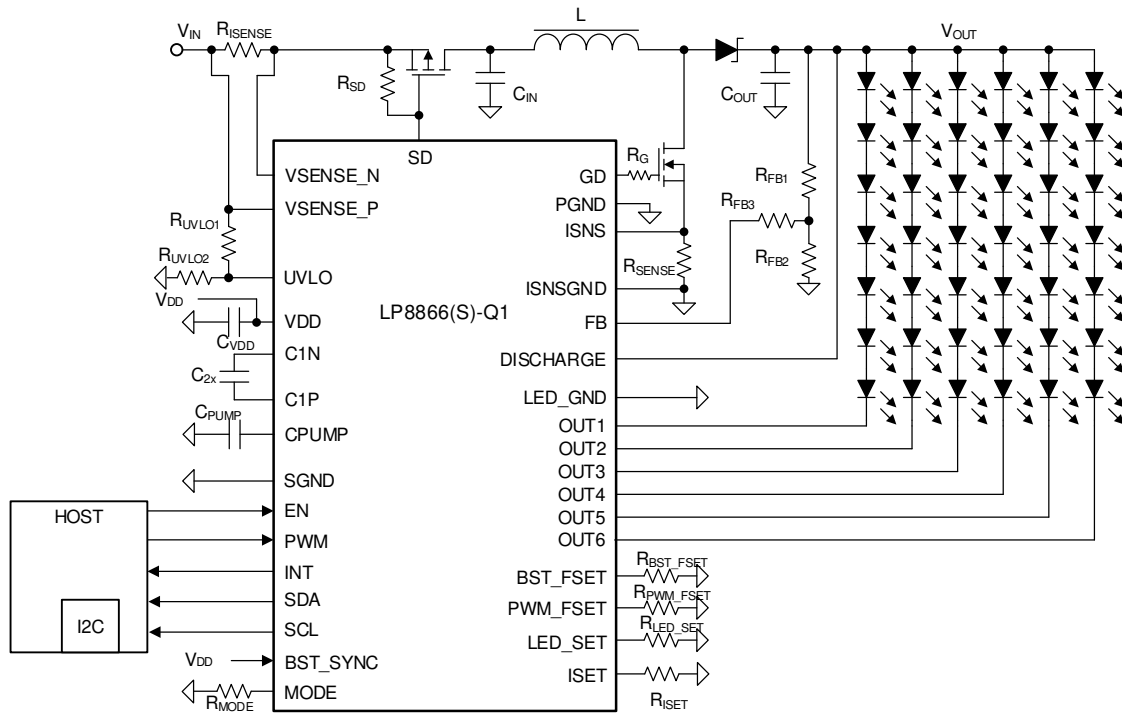 VIN
RISENSE
L
VOUT
RSD
CIN
COUT
SD
VSENSE_N
VSENSE_P
RUVLO1
RUVLO2
UVLO
VDD
VDD
CVDD
C1N
C2x
C1P
CPUMP
CPUMP
SGND
HOST
EN
PWM
INT
SDA
I2C
SCL
VDD
BST_SYNC
MODE
RMODE
LP8866(S)-Q1
GD
RG
PGND
ISNS
RSENSE
ISNSGND
FB
RFB1
RFB3
RFB2
DISCHARGE
LED_GND
OUT1
OUT2
OUT3
OUT4
OUT5
OUT6
BST_FSET
RBST_FSET
PWM_FSET
RPWM_FSET
LED_SET
RLED_SET
ISET
RISET